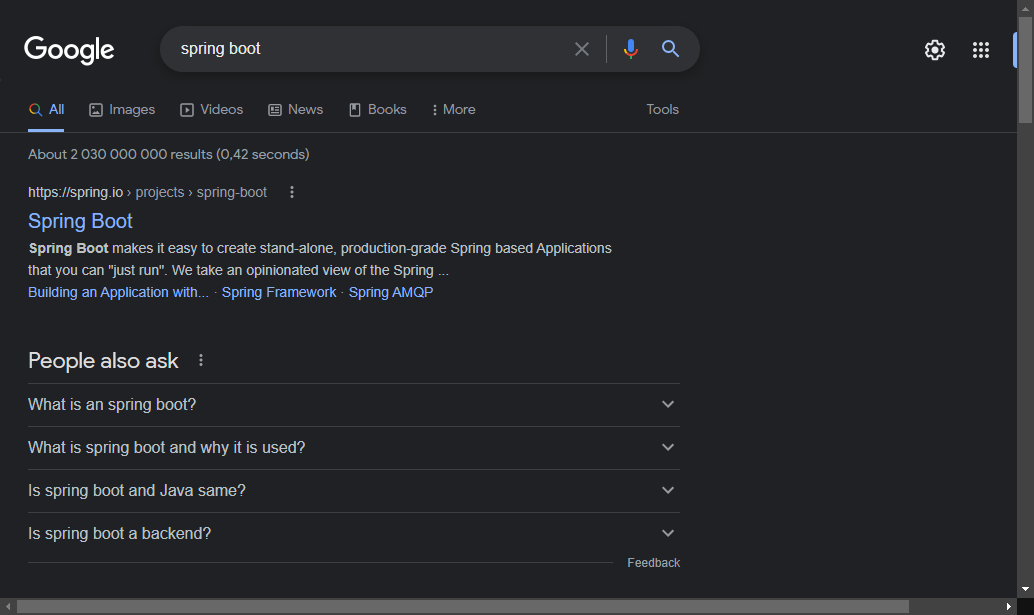 Google
spring boot
All Images Videos News Books More Tools
About 2 030 000 000 results (0,42 seconds)
https://spring.io › projects › spring-boot
Spring Boot
Spring Boot makes it easy to create stand-alone, production-grade Spring based Applications
that you can "just run". We take an opinionated view of the Spring ...
Building an Application with... · Spring Framework · Spring AMQP
People also ask
What is an spring boot?
What is spring boot and why it is used?
Is spring boot and Java same?
Is spring boot a backend?
Feedback